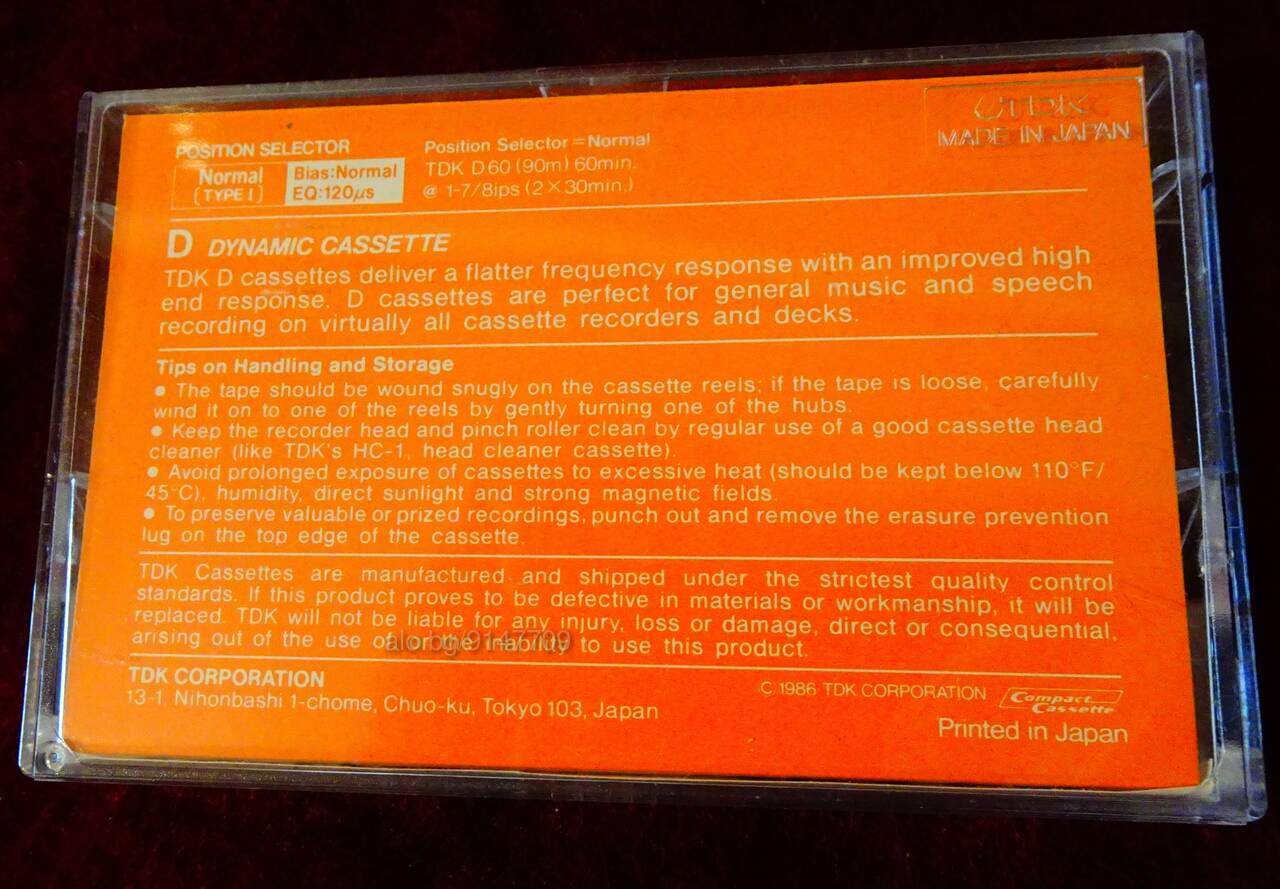 TDK
MADE IN JAPAN
POSITION SELECTOR
Normal
(TYPE I)
Bias:Normal
EQ:120µs
Position Selector=Normal
TDK D60 (90m) 60min.
@ 1-7/8ips (2×30min.)
D DYNAMIC CASSETTE
TDK D cassettes deliver a flatter frequency response with an improved high
end response. D cassettes are perfect for general music and speech
recording on virtually all cassette recorders and decks.
Tips on Handling and Storage
● The tape should be wound snugly on the cassette reels; if the tape is loose, carefully
wind it on to one of the reels by gently turning one of the hubs.
● Keep the recorder head and pinch roller clean by regular use of a good cassette head
cleaner (like TDK's HC-1, head cleaner cassette).
● Avoid prolonged exposure of cassettes to excessive heat (should be kept below 110°F/
45°C), humidity, direct sunlight and strong magnetic fields.
● To preserve valuable or prized recordings, punch out and remove the erasure prevention
lug on the top edge of the cassette.
TDK Cassettes are manufactured and shipped under the strictest quality control
standards. If this product proves to be defective in materials or workmanship, it will be
replaced. TDK will not be liable for any injury, loss or damage, direct or consequential,
arising out of the use of or the inability to use this product.
alorbge9147709
TDK CORPORATION
13-1, Nihonbashi 1-chome, Chuo-ku, Tokyo 103, Japan
C 1986 TDK CORPORATION
Compact
Cassette
Printed in Japan